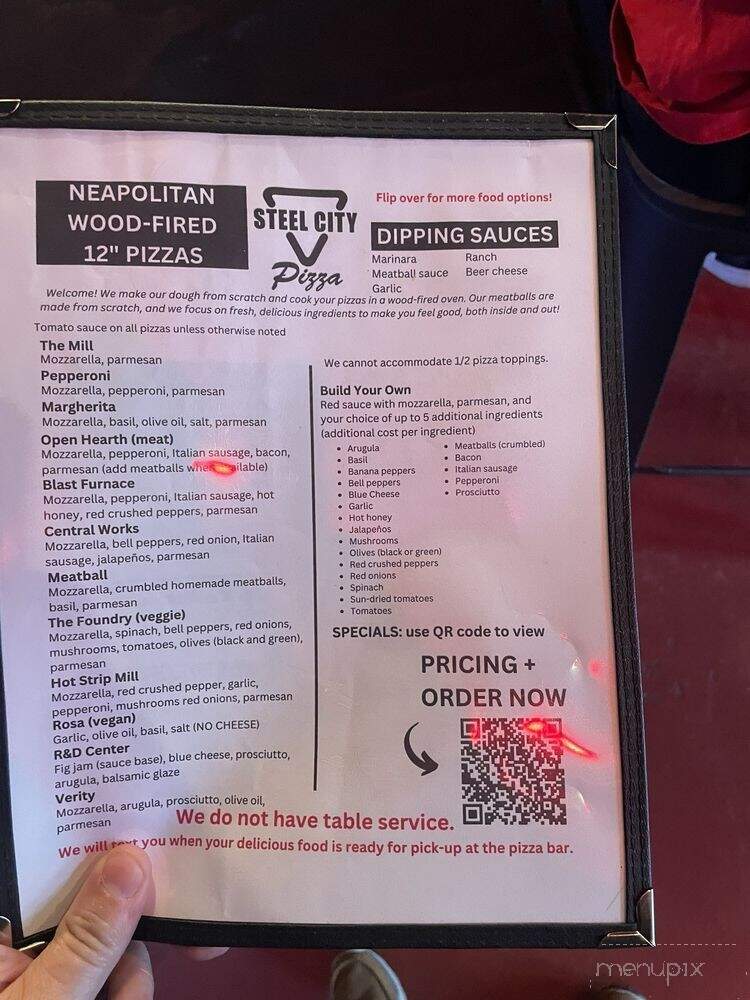 NEAPOLITAN
WOOD-FIRED
12" PIZZAS
STEEL CITY
Pizza
Flip over for more food options!
DIPPING SAUCES
Marinara
Meatball sauce
Garlic
Ranch
Beer cheese
Welcome! We make our dough from scratch and cook your pizzas in a wood-fired oven. Our meatballs are
made from scratch, and we focus on fresh, delicious ingredients to make you feel good, both inside and out!
Tomato sauce on all pizzas unless otherwise noted
The Mill
Mozzarella, parmesan
Pepperoni
Mozzarella, pepperoni, parmesan
Margherita
Mozzarella, basil, olive oil, salt, parmesan
Open Hearth (meat)
Mozzarella, pepperoni, Italian sausage, bacon,
parmesan (add meatballs when available)
Blast Furnace
Mozzarella, pepperoni, Italian sausage, hot
honey, red crushed peppers, parmesan
Central Works
Mozzarella, bell peppers, red onion, Italian
sausage, jalapeños, parmesan
Meatball
Mozzarella, crumbled homemade meatballs,
basil, parmesan
The Foundry (veggie)
Mozzarella, spinach, bell peppers, red onions,
mushrooms, tomatoes, olives (black and green),
parmesan
Hot Strip Mill
Mozzarella, red crushed pepper, garlic,
pepperoni, mushrooms red onions, parmesan
Rosa (vegan)
Garlic, olive oil, basil, salt (NO CHEESE)
R&D Center
Fig jam (sauce base), blue cheese, prosciutto,
arugula, balsamic glaze
Verity
Mozzarella, arugula, prosciutto, olive oil,
parmesan
We cannot accommodate 1/2 pizza toppings.
Build Your Own
Red sauce with mozzarella, parmesan, and
your choice of up to 5 additional ingredients
(additional cost per ingredient)
• Arugula
• Basil
• Banana peppers
• Bell peppers
• Blue Cheese
• Garlic
• Hot honey
• Jalapeños
• Mushrooms
• Olives (black or green)
• Red crushed peppers
• Red onions
• Spinach
• Sun-dried tomatoes
• Tomatoes
• Meatballs (crumbled)
• Bacon
• Italian sausage
• Pepperoni
• Prosciutto
SPECIALS: use QR code to view
PRICING +
ORDER NOW
We do not have table service.
We will text you when your delicious food is ready for pick-up at the pizza bar.
menupix